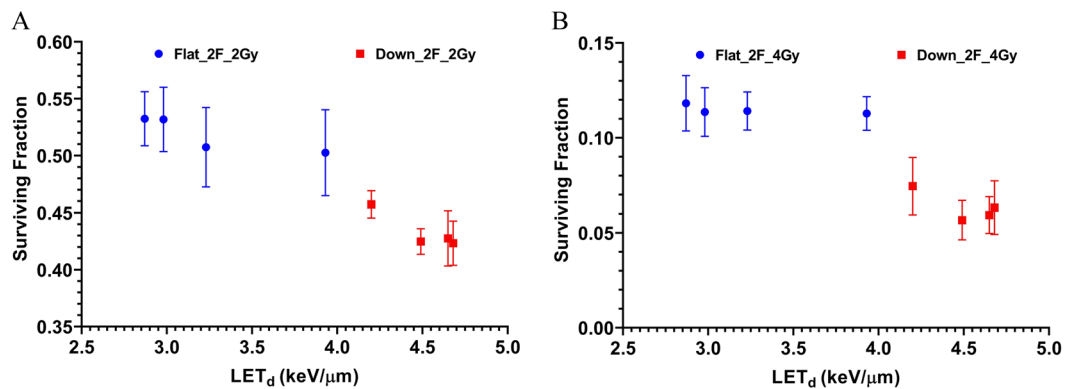 A
Flat_2F_2Gy
Down_2F_2Gy
0.60
0.55
0.50
0.45
0.40
0.35
Surviving Fraction
2.5 3.0 3.5 4.0 4.5 5.0
LETd (keV/μm)
B
Flat_2F_4Gy
Down_2F_4Gy
0.15
0.10
0.05
0.00
Surviving Fraction
2.5 3.0 3.5 4.0 4.5 5.0
LETd (keV/μm)